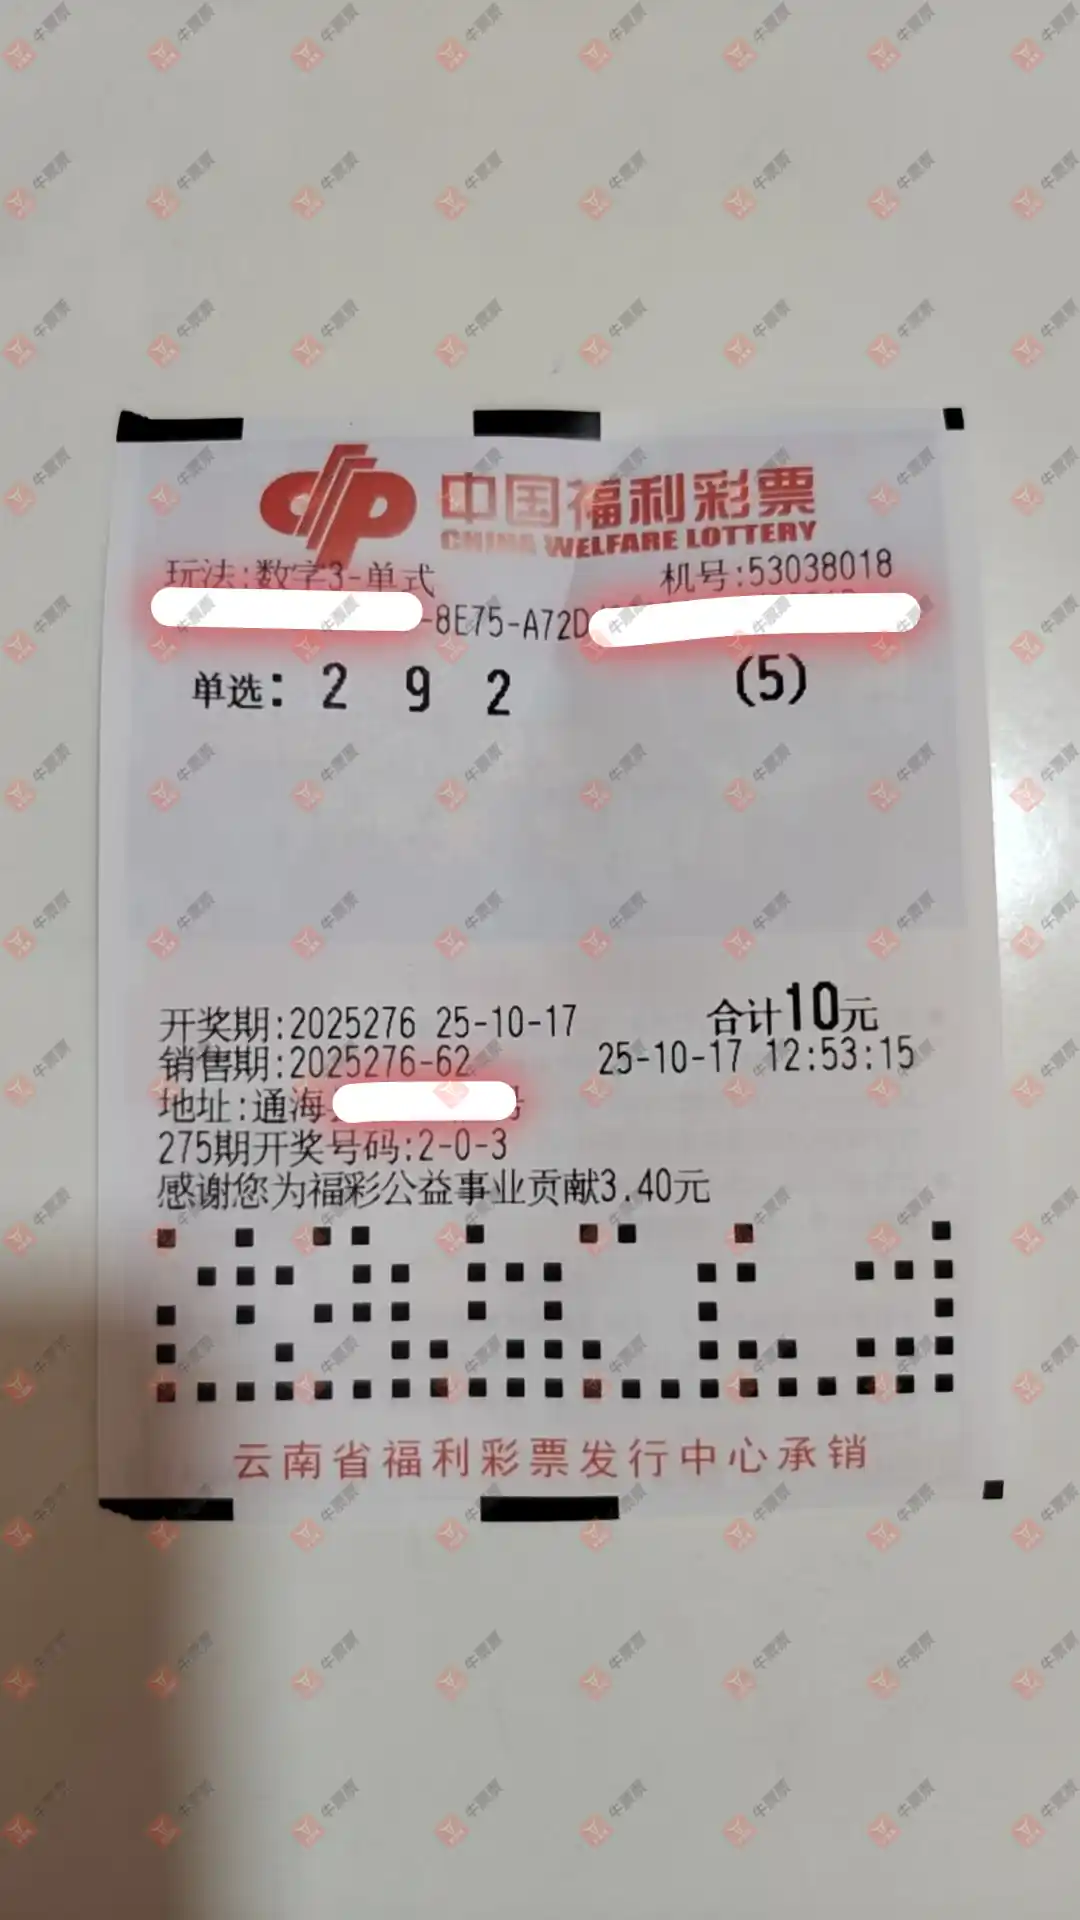 中国福利彩票
CHINA WELFARE LOTTERY
玩法:数字3-单式 机号:53038018
-8E75-A72D
单选: 2 9 2 (5)
开奖期:2025276 25-10-17 合计10元
销售期:2025276-62 25-10-17 12:53:15
地址:通海
275期开奖号码:2-0-3
感谢您为福彩公益事业贡献3.40元
云南省福利彩票发行中心承销
牛票票